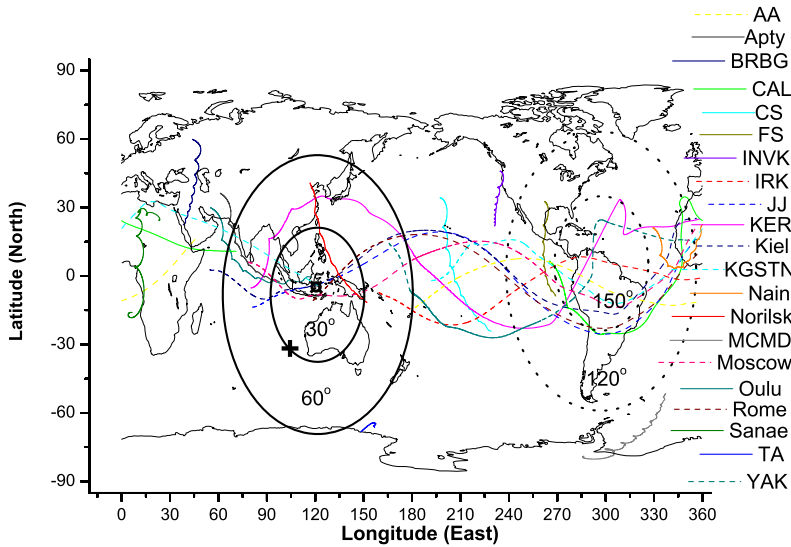 AA
Apty
BRBG
CAL
CS
FS
INVK
IRK
JJ
KER
Kiel
KGSTN
Nain
Norilsk
MCMD
Moscow
Oulu
Rome
Sanae
TA
YAK
90
60
30
0
-30
-60
-90
Latitude (North)
30°
60°
150°
120°
0 30 60 90 120 150 180 210 240 270 300 330 360
Longitude (East)